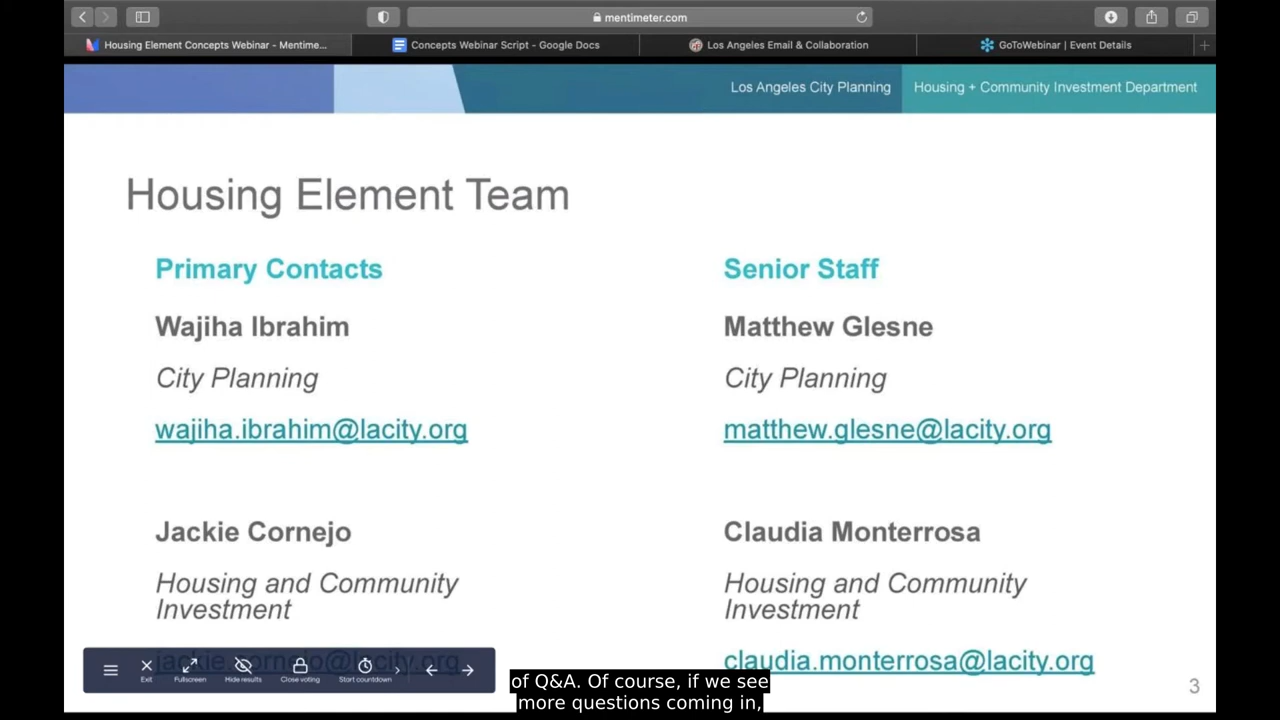 mentimeter.com
Housing Element Concepts Webinar - Mentime...
Concepts Webinar Script - Google Docs
Los Angeles Email & Collaboration
GoToWebinar | Event Details
Los Angeles City Planning
Housing + Community Investment Department
Housing Element Team
Primary Contacts
Wajiha Ibrahim
City Planning
wajiha.ibrahim@lacity.org
Jackie Cornejo
Housing and Community
Investment
jackie.cornejo@lacity.org
Senior Staff
Matthew Glesne
City Planning
matthew.glesne@lacity.org
Claudia Monterrosa
Housing and Community
Investment
claudia.monterrosa@lacity.org
Exit
Fullscreen
Hide results
Close voting
Start countdown
of Q&A. Of course, if we see
more questions coming in,
3